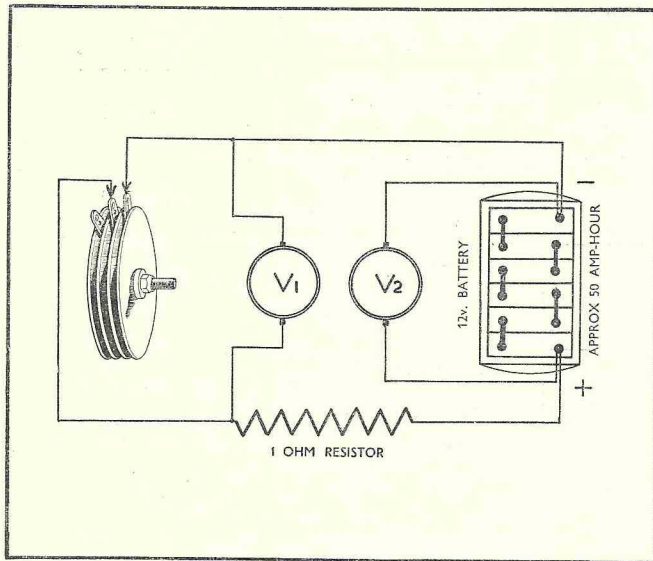 V1
V2
12v. BATTERY
APPROX 50 AMP-HOUR
−
+
1 OHM RESISTOR